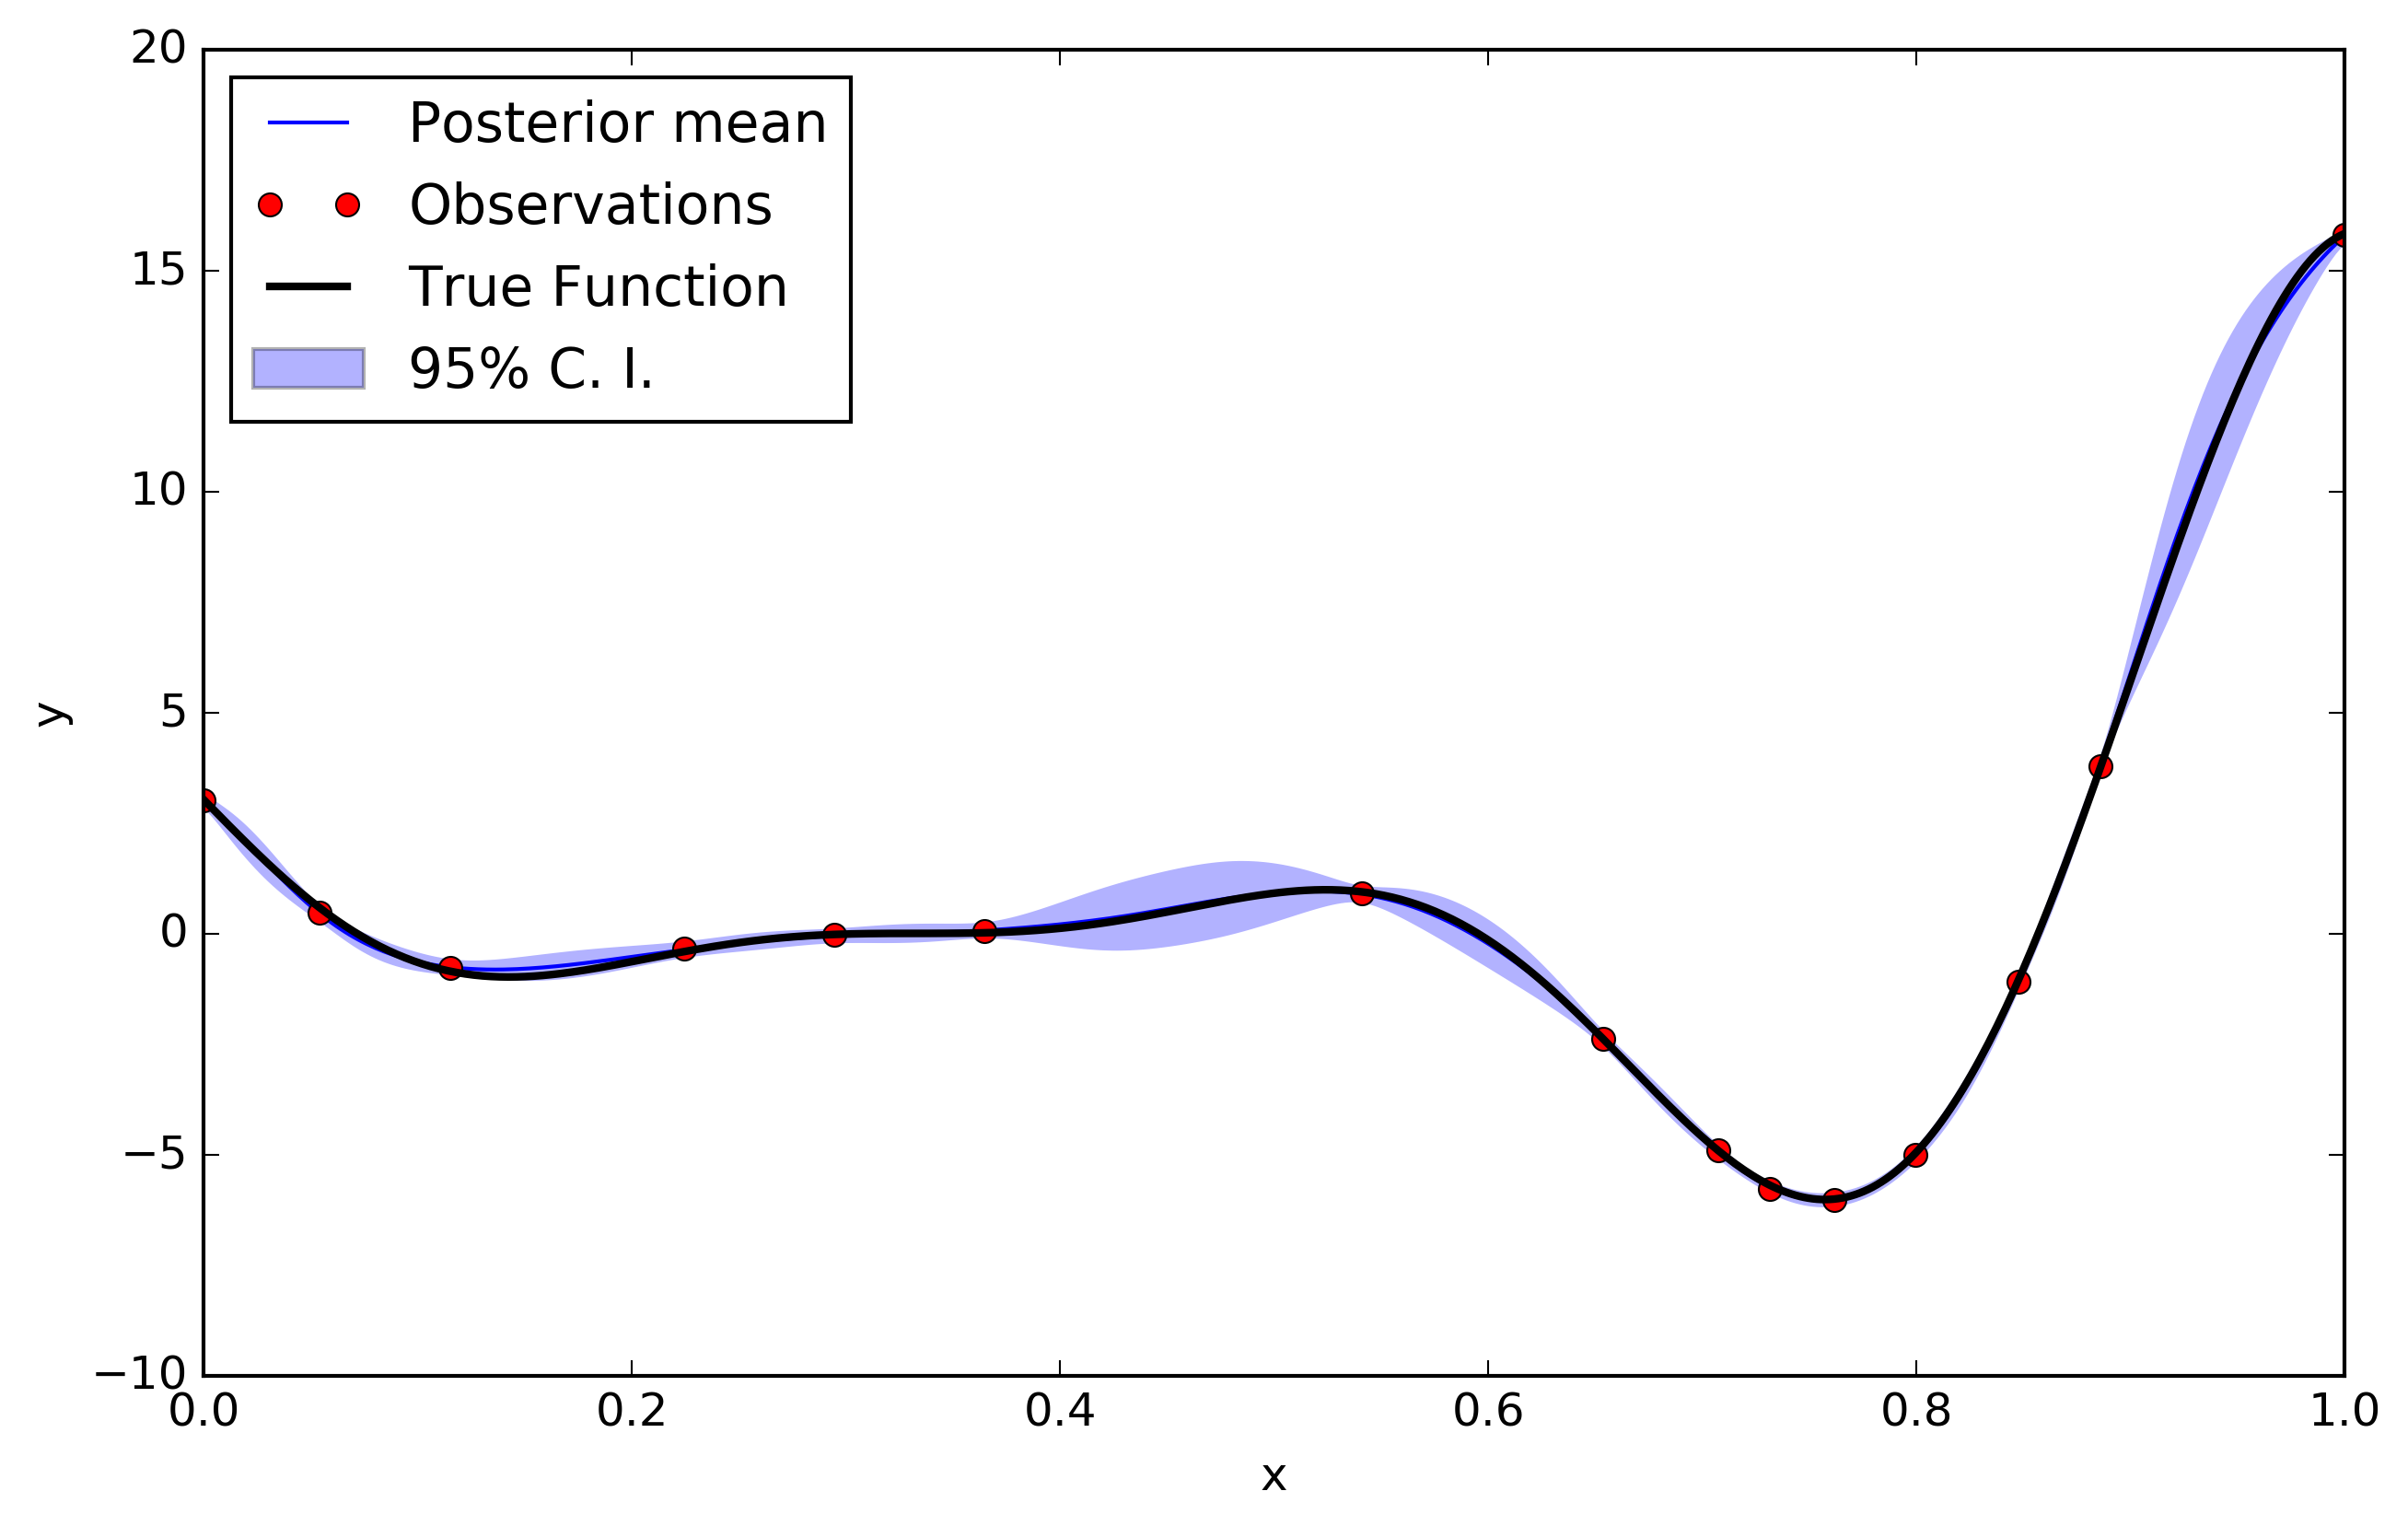 20
15
10
5
0
−5
−10
y
Posterior mean
Observations
True Function
95% C. I.
0.0 0.2 0.4 0.6 0.8 1.0
x